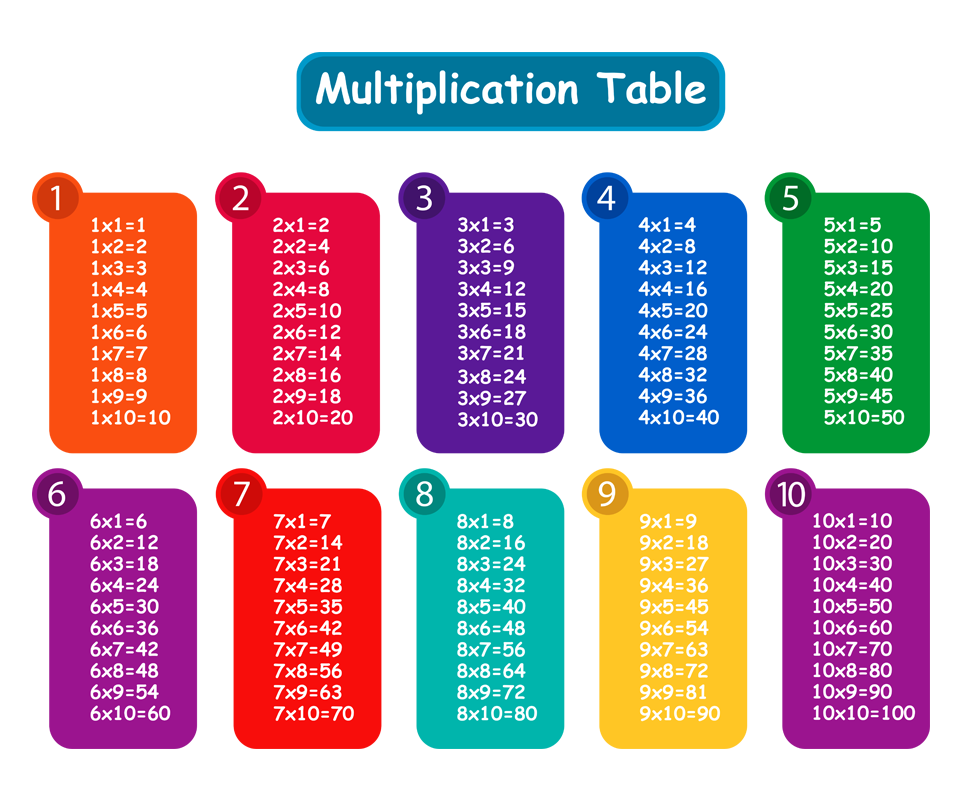 Multiplication Table
1
1x1=1
1x2=2
1x3=3
1x4=4
1x5=5
1x6=6
1x7=7
1x8=8
1x9=9
1x10=10
2
2x1=2
2x2=4
2x3=6
2x4=8
2x5=10
2x6=12
2x7=14
2x8=16
2x9=18
2x10=20
3
3x1=3
3x2=6
3x3=9
3x4=12
3x5=15
3x6=18
3x7=21
3x8=24
3x9=27
3x10=30
4
4x1=4
4x2=8
4x3=12
4x4=16
4x5=20
4x6=24
4x7=28
4x8=32
4x9=36
4x10=40
5
5x1=5
5x2=10
5x3=15
5x4=20
5x5=25
5x6=30
5x7=35
5x8=40
5x9=45
5x10=50
6
6x1=6
6x2=12
6x3=18
6x4=24
6x5=30
6x6=36
6x7=42
6x8=48
6x9=54
6x10=60
7
7x1=7
7x2=14
7x3=21
7x4=28
7x5=35
7x6=42
7x7=49
7x8=56
7x9=63
7x10=70
8
8x1=8
8x2=16
8x3=24
8x4=32
8x5=40
8x6=48
8x7=56
8x8=64
8x9=72
8x10=80
9
9x1=9
9x2=18
9x3=27
9x4=36
9x5=45
9x6=54
9x7=63
9x8=72
9x9=81
9x10=90
10
10x1=10
10x2=20
10x3=30
10x4=40
10x5=50
10x6=60
10x7=70
10x8=80
10x9=90
10x10=100